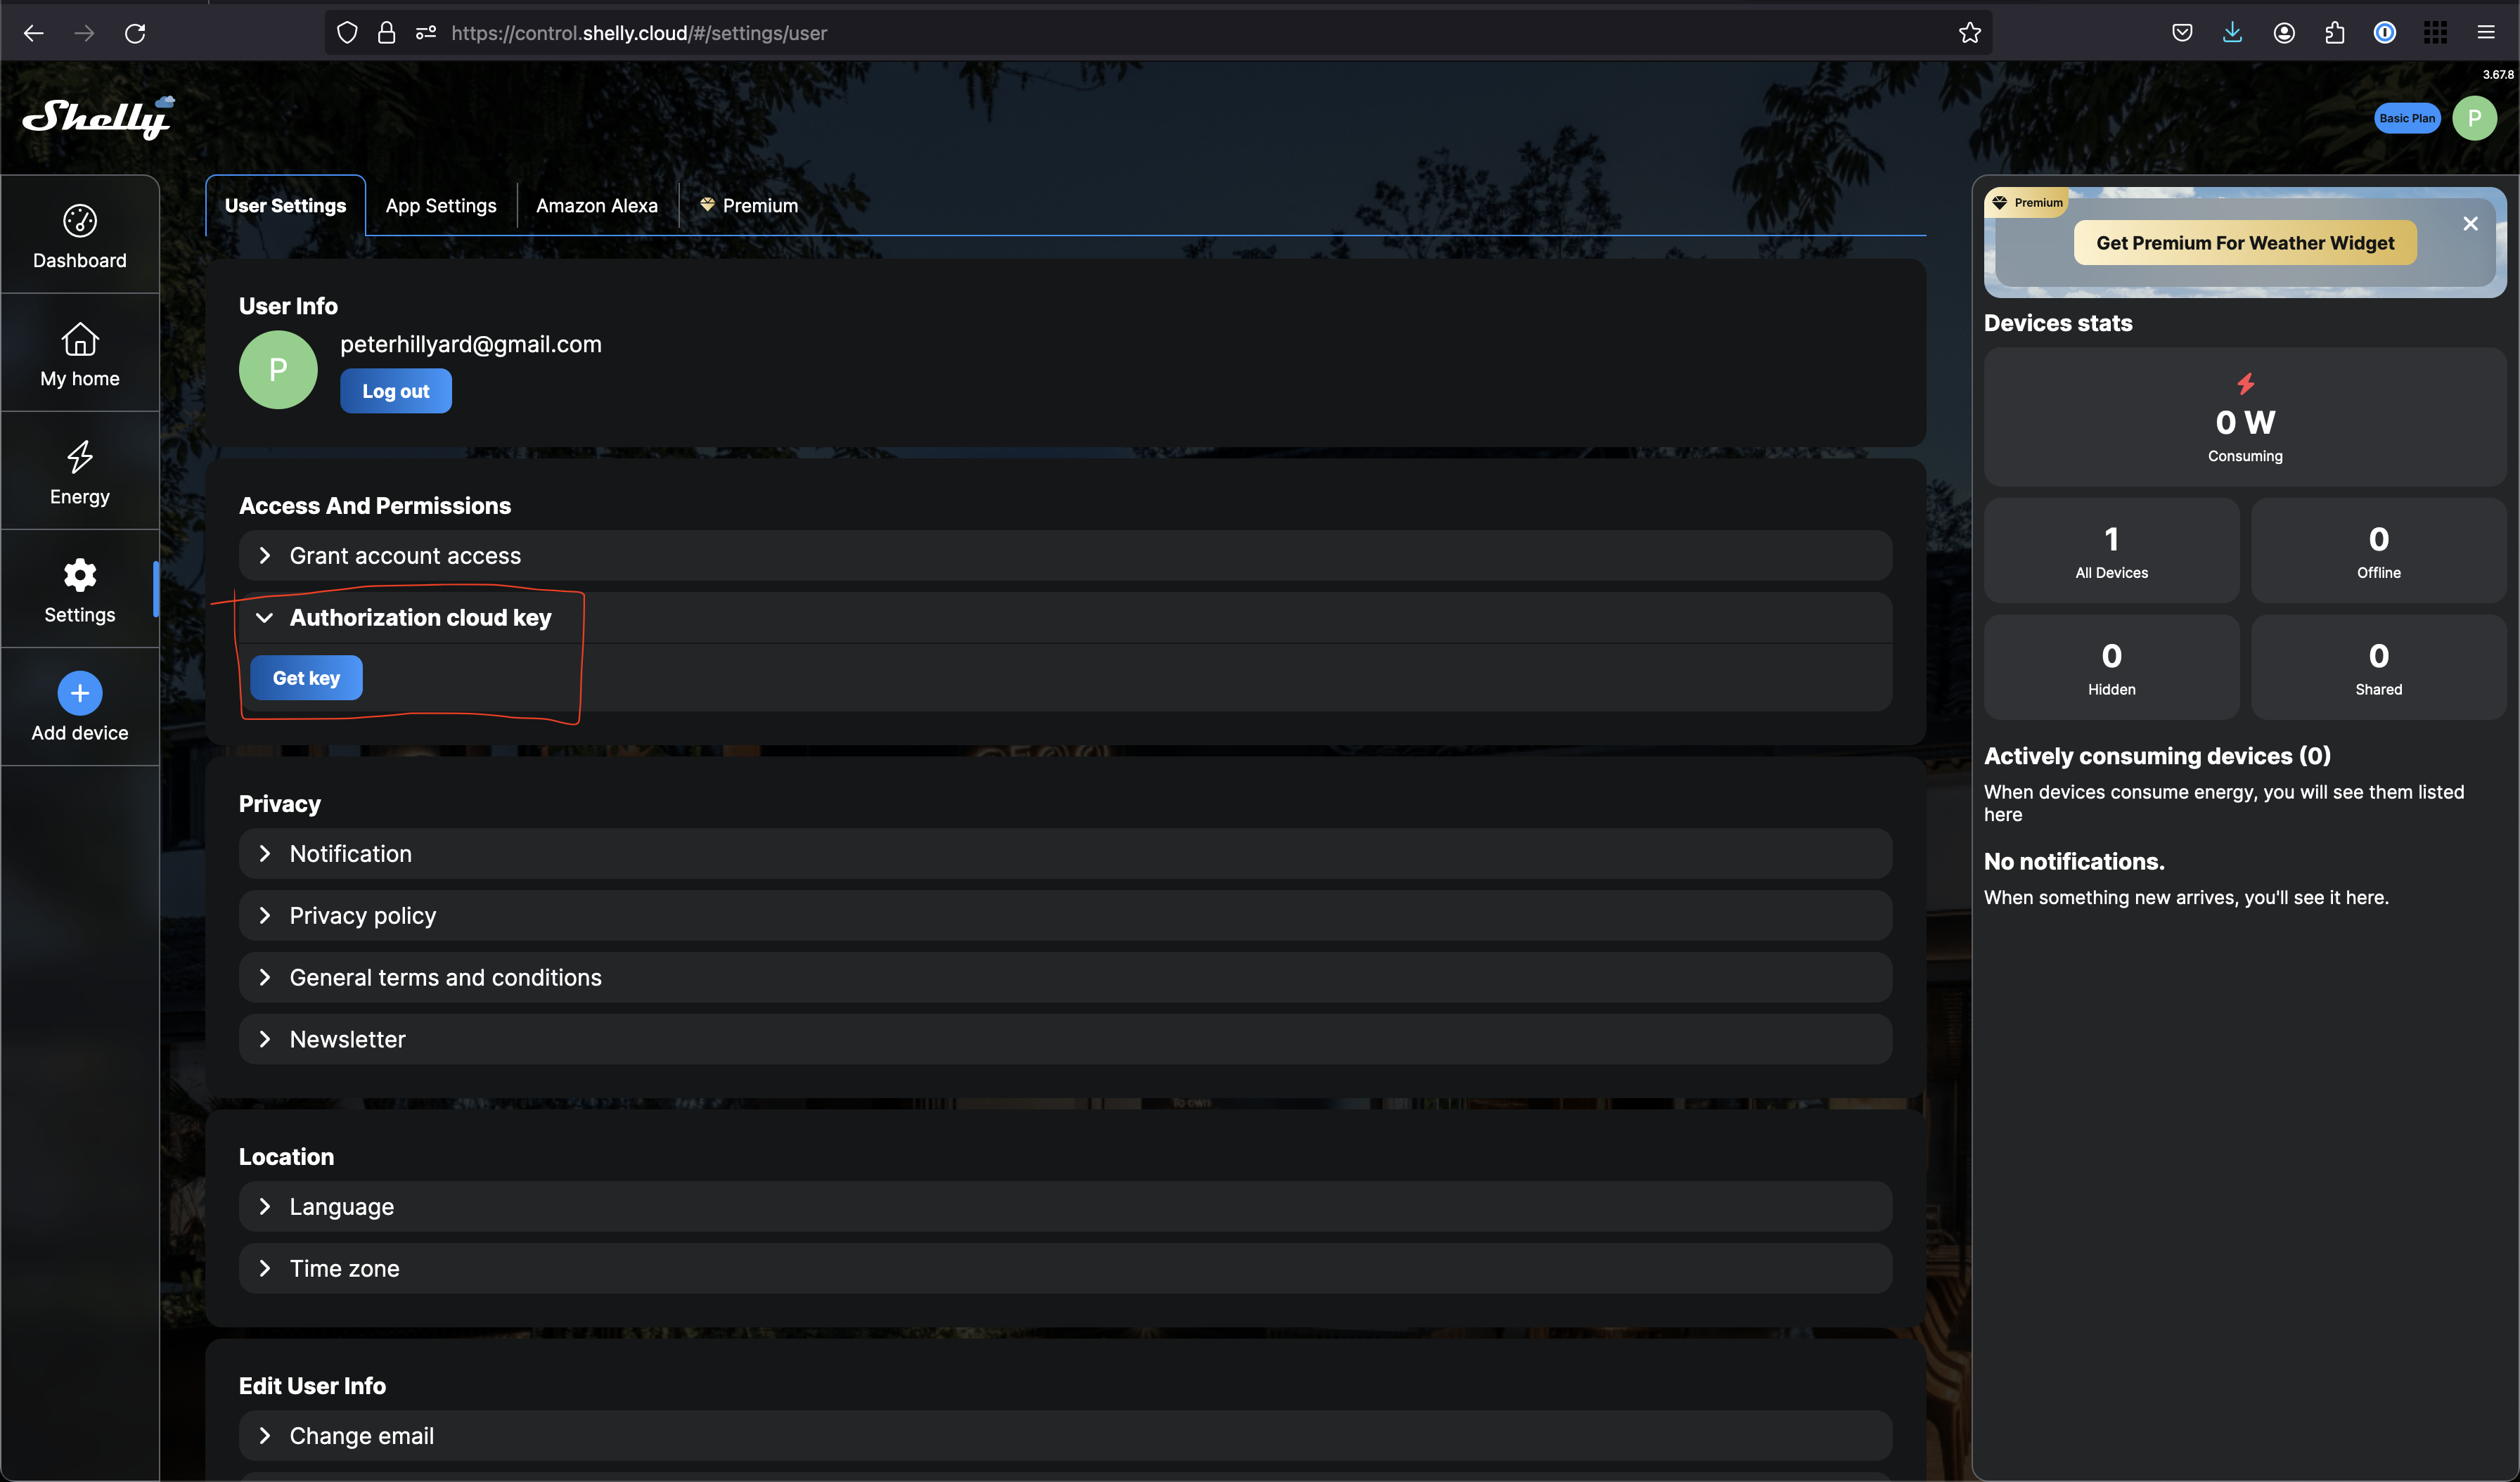 https://control.shelly.cloud/#/settings/user
3.67.8
Shelly
Basic Plan
P
Dashboard
My home
Energy
Settings
Add device
User Settings
App Settings
Amazon Alexa
Premium
User Info
P
peterhillyard@gmail.com
Log out
Access And Permissions
Grant account access
Authorization cloud key
Get key
Privacy
Notification
Privacy policy
General terms and conditions
Newsletter
Location
Language
Time zone
Edit User Info
Change email
Premium
Get Premium For Weather Widget
Devices stats
0 W
Consuming
1
All Devices
0
Offline
0
Hidden
0
Shared
Actively consuming devices (0)
When devices consume energy, you will see them listed
here
No notifications.
When something new arrives, you'll see it here.